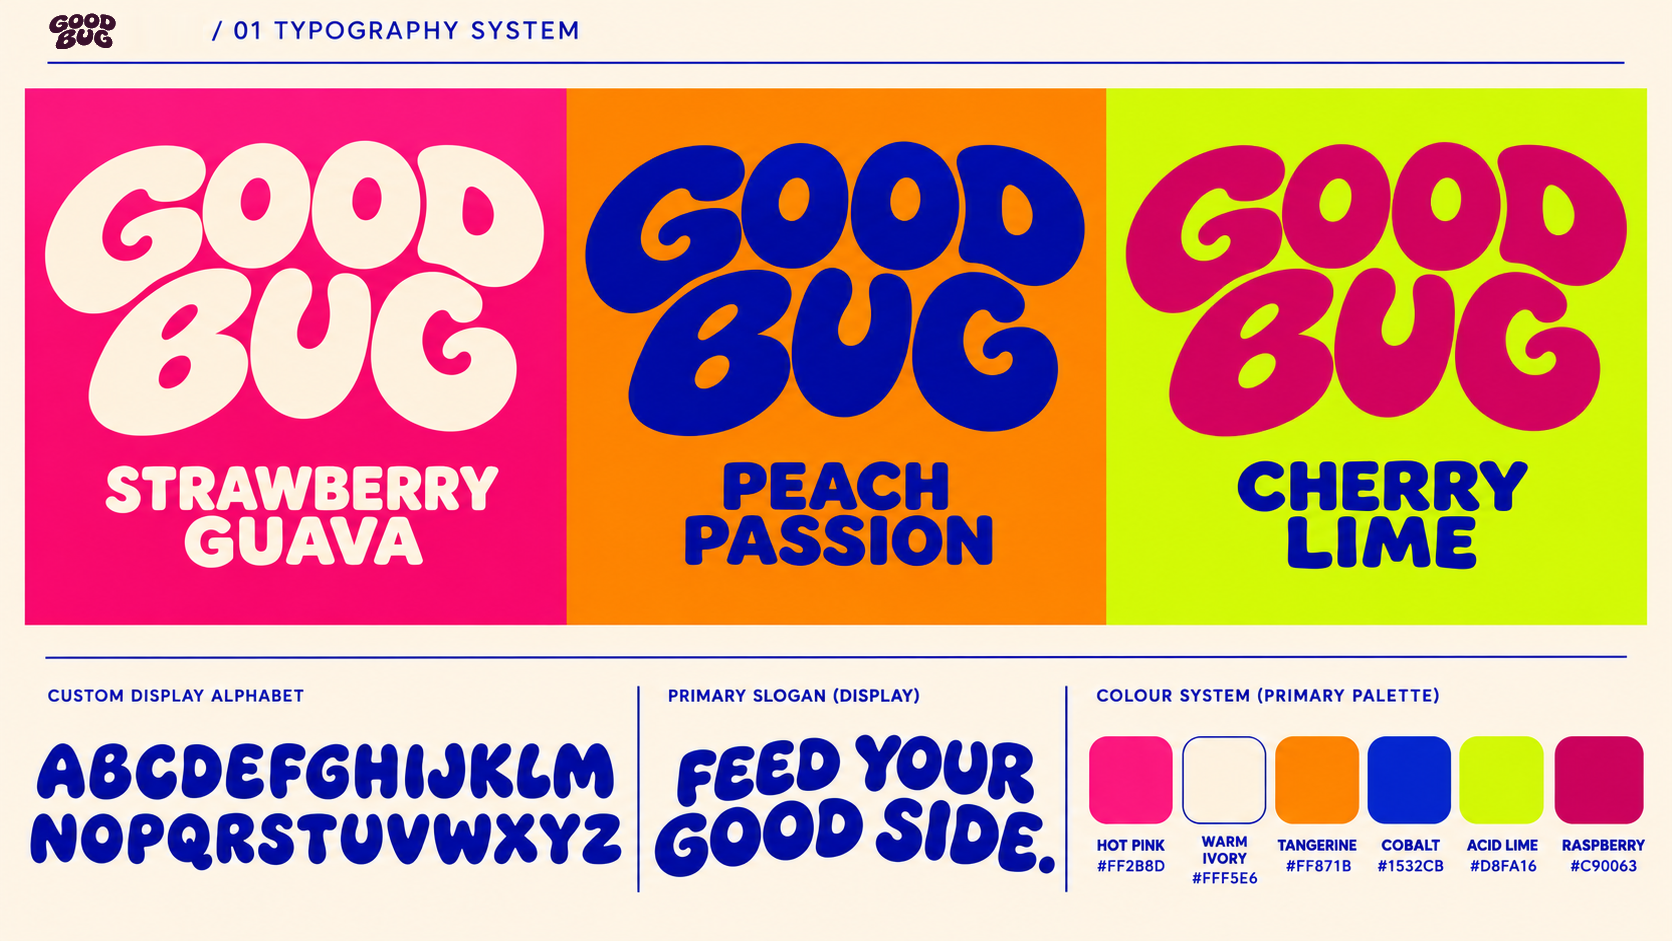 GOOD
BUG
/ 01 TYPOGRAPHY SYSTEM
GOOD
BUG
STRAWBERRY
GUAVA
GOOD
BUG
PEACH
PASSION
GOOD
BUG
CHERRY
LIME
CUSTOM DISPLAY ALPHABET
ABCDEFGHIJKLM
NOPQRSTUVWXYZ
PRIMARY SLOGAN (DISPLAY)
FEED YOUR
GOOD SIDE.
COLOUR SYSTEM (PRIMARY PALETTE)
HOT PINK
#FF2B8D
WARM
IVORY
#FFF5E6
TANGERINE
#FF871B
COBALT
#1532CB
ACID LIME
#D8FA16
RASPBERRY
#C90063